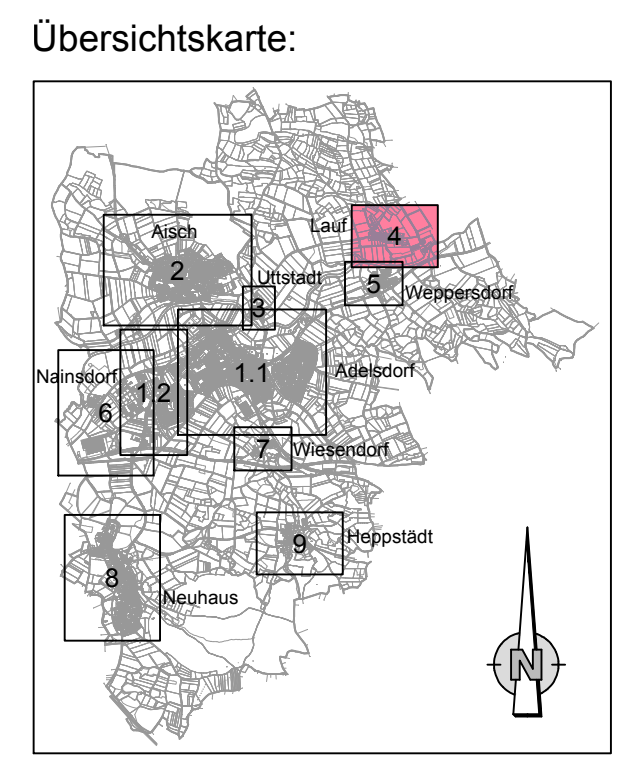 Übersichtskarte:
Lauf
4
Aisch
2
Uttstadt
3
5
Weppersdorf
Nainsdorf
1.2
1.1
Adelsdorf
6
7
Wiesendorf
9
Heppstädt
8
Neuhaus
N